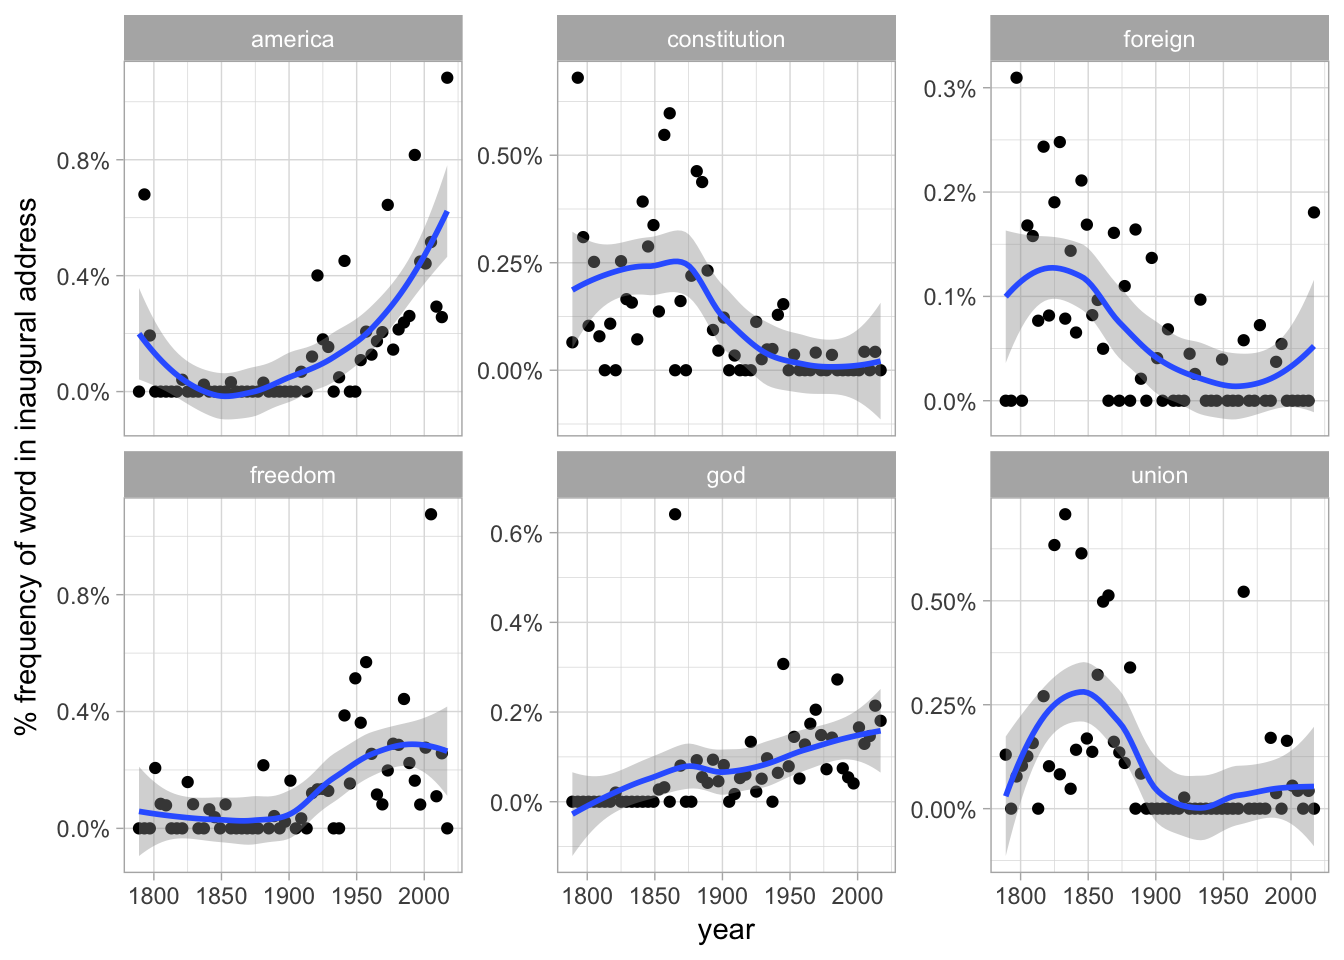 america constitution foreign
0.8%
0.4%
0.0%
0.50%
0.25%
0.00%
0.3%
0.2%
0.1%
0.0%
freedom god union
0.8%
0.4%
0.0%
0.6%
0.4%
0.2%
0.0%
0.50%
0.25%
0.00%
1800 1850 1900 1950 2000
1800 1850 1900 1950 2000
1800 1850 1900 1950 2000
year
% frequency of word in inaugural address